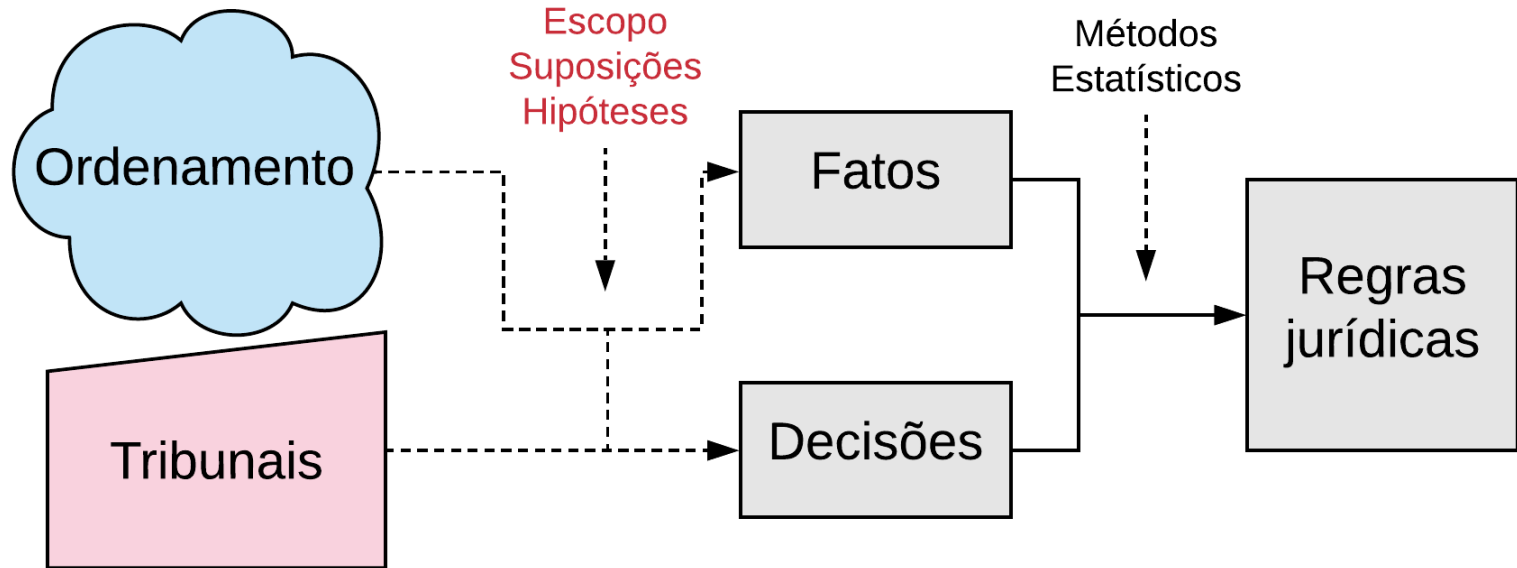 Ordenamento
Tribunais
Escopo
Suposições
Hipóteses
Fatos
Decisões
Métodos
Estatísticos
Regras
jurídicas